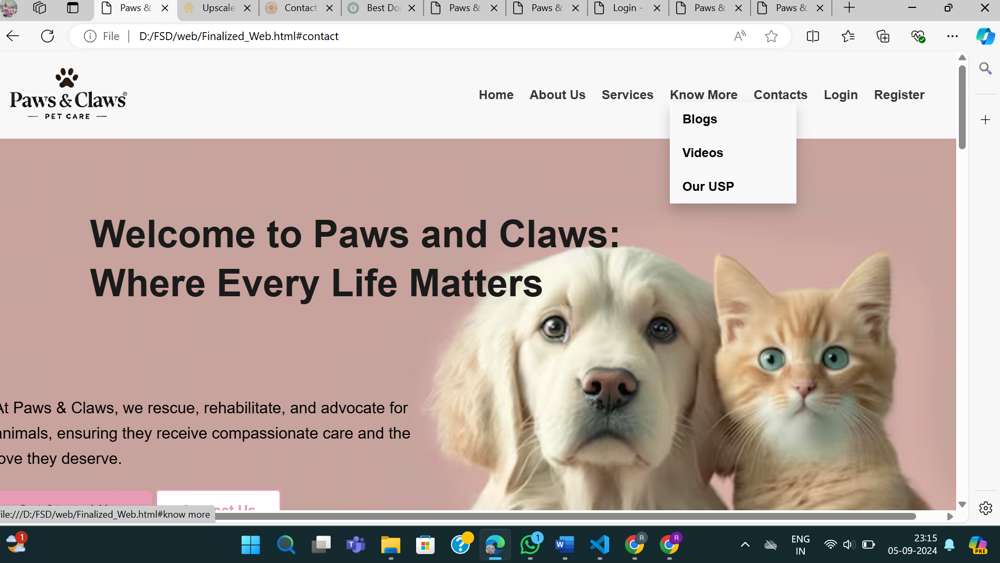 Paws &
Upscale
Contact
Best Do
Paws &
Paws &
Login -
Paws &
Paws &
File
D:/FSD/web/Finalized_Web.html#contact
Paws & Claws®
PET CARE
Home
About Us
Services
Know More
Contacts
Login
Register
Blogs
Videos
Our USP
Welcome to Paws and Claws:
Where Every Life Matters
At Paws & Claws, we rescue, rehabilitate, and advocate for
animals, ensuring they receive compassionate care and the
ove they deserve.
ct Us
file:///D:/FSD/web/Finalized_Web.html#know more
1
T
?
1
W
R
R
ENG
IN
23:15
05-09-2024
PRE